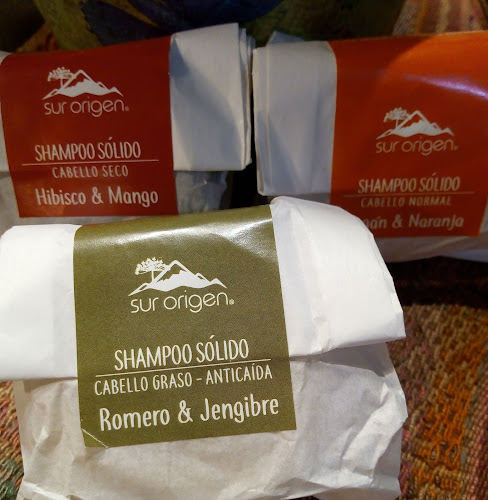 sur origen®
SHAMPOO SÓLIDO
CABELLO SECO
Hibisco & Mango
sur origen®
SHAMPOO SÓLIDO
CABELLO NORMAL
& Naranja
sur origen®
SHAMPOO SÓLIDO
CABELLO GRASO - ANTICAÍDA
Romero & Jengibre